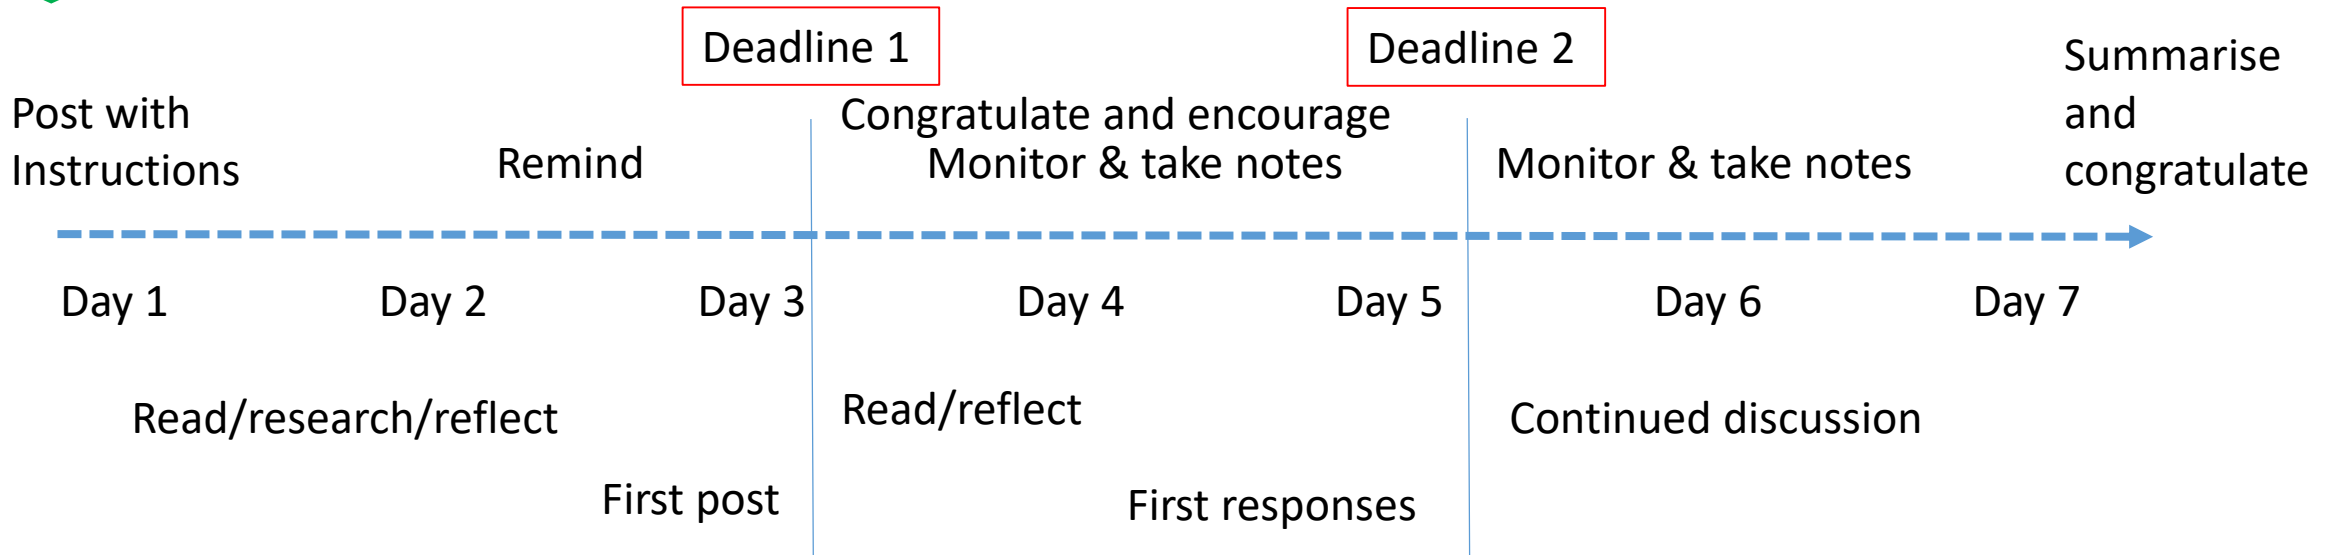 Deadline 1
Deadline 2
Post with
Instructions
Remind
Congratulate and encourage
Monitor & take notes
Monitor & take notes
Summarise
and
congratulate
Day 1
Day 2
Day 3
Day 4
Day 5
Day 6
Day 7
Read/research/reflect
First post
Read/reflect
First responses
Continued discussion